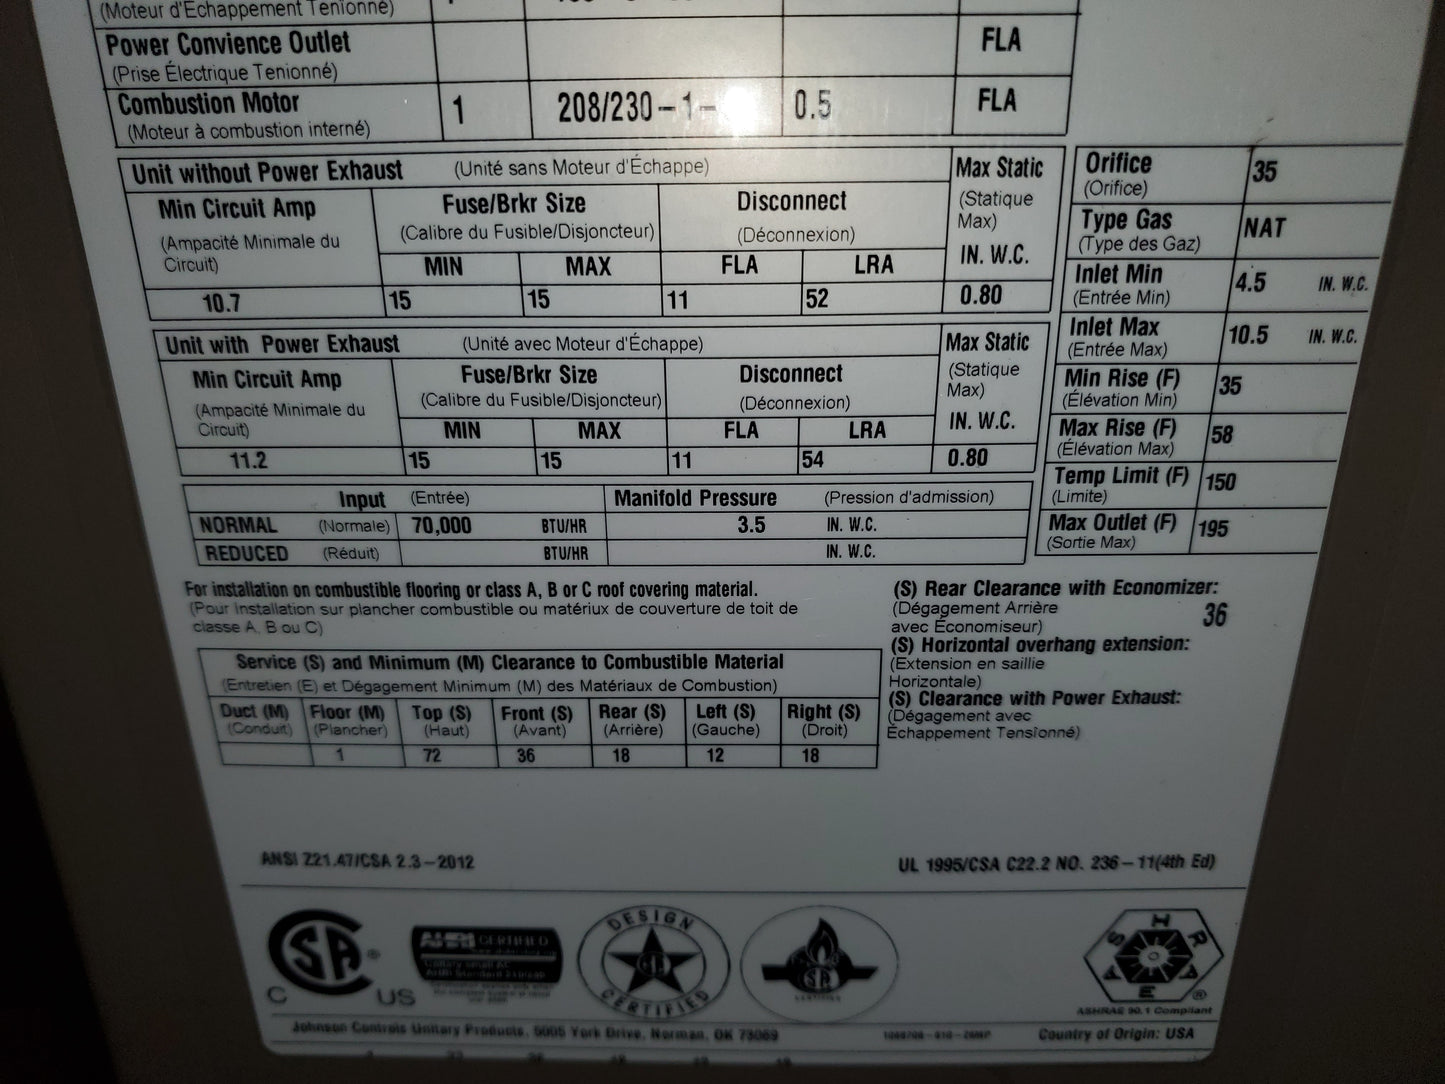 (Moteur d'Échappement Tenionné)
Power Convience Outlet FLA
(Prise Électrique Tenionné)
Combustion Motor 1 208/230-1- 0.5 FLA
(Moteur à combustion interné)
Unit without Power Exhaust (Unité sans Moteur d'Échappe) Max Static
(Statique Max)
IN. W.C.
Min Circuit Amp Fuse/Brkr Size Disconnect
(Ampacité Minimale du Circuit) (Calibre du Fusible/Disjoncteur) (Déconnexion)
MIN MAX FLA LRA
10.7 15 15 11 52 0.80
Unit with Power Exhaust (Unité avec Moteur d'Échappe) Max Static
(Statique Max)
IN. W.C.
Min Circuit Amp Fuse/Brkr Size Disconnect
(Ampacité Minimale du Circuit) (Calibre du Fusible/Disjoncteur) (Déconnexion)
MIN MAX FLA LRA
11.2 15 15 11 54 0.80
Input (Entrée) Manifold Pressure (Pression d'admission)
NORMAL (Normale) 70,000 BTU/HR 3.5 IN. W.C.
REDUCED (Réduit) BTU/HR IN. W.C.
Orifice 35
(Orifice)
Type Gas NAT
(Type des Gaz)
Inlet Min 4.5 IN. W.C.
(Entrée Min)
Inlet Max 10.5 IN. W.C.
(Entrée Max)
Min Rise (F) 35
(Élévation Min)
Max Rise (F) 58
(Élévation Max)
Temp Limit (F) 150
(Limite)
Max Outlet (F) 195
(Sortie Max)
For installation on combustible flooring or class A, B or C roof covering material.
(Pour Installation sur plancher combustible ou matériux de couverture de toit de
classe A, B ou C)
(S) Rear Clearance with Economizer:
(Dégagement Arrière 36
avec Économiseur)
(S) Horizontal overhang extension:
(Extension en saillie
Horizontale)
(S) Clearance with Power Exhaust:
(Dégagement avec
Échappement Tensionné)
Service (S) and Minimum (M) Clearance to Combustible Material
(Entretien (E) et Dégagement Minimum (M) des Matériaux de Combustion)
Duct (M) Floor (M) Top (S) Front (S) Rear (S) Left (S) Right (S)
(Conduit) (Plancher) (Haut) (Avant) (Arrière) (Gauche) (Droit)
1 72 36 18 12 18
ANSI Z21.47/CSA 2.3-2012 UL 1995/CSA C22.2 NO. 236-11(4th Ed)
C US
CERTIFIED
DESIGN
CERTIFIED
ASHRAE
ASHRAE 90.1 Compliant
Johnson Controls Unitary Products, 5005 York Drive, Norman, OK 73069 Country of Origin: USA